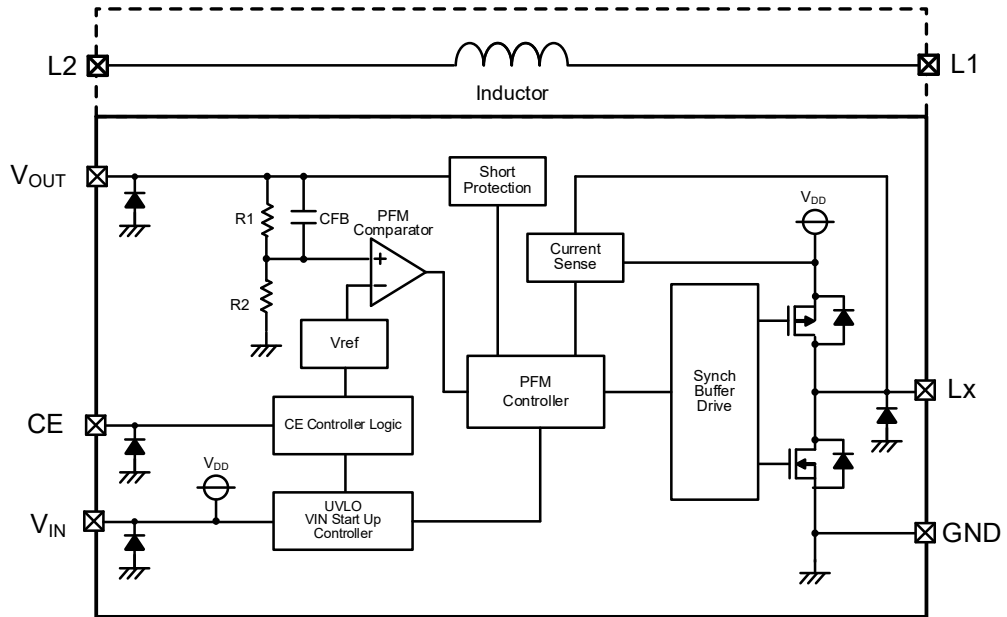 L2
L1
Inductor
VOUT
Short
Protection
VDD
R1
CFB
PFM
Comparator
Current
Sense
+
−
R2
Vref
PFM
Controller
Synch
Buffer
Drive
Lx
CE
CE Controller Logic
VDD
UVLO
VIN Start Up
Controller
VIN
GND